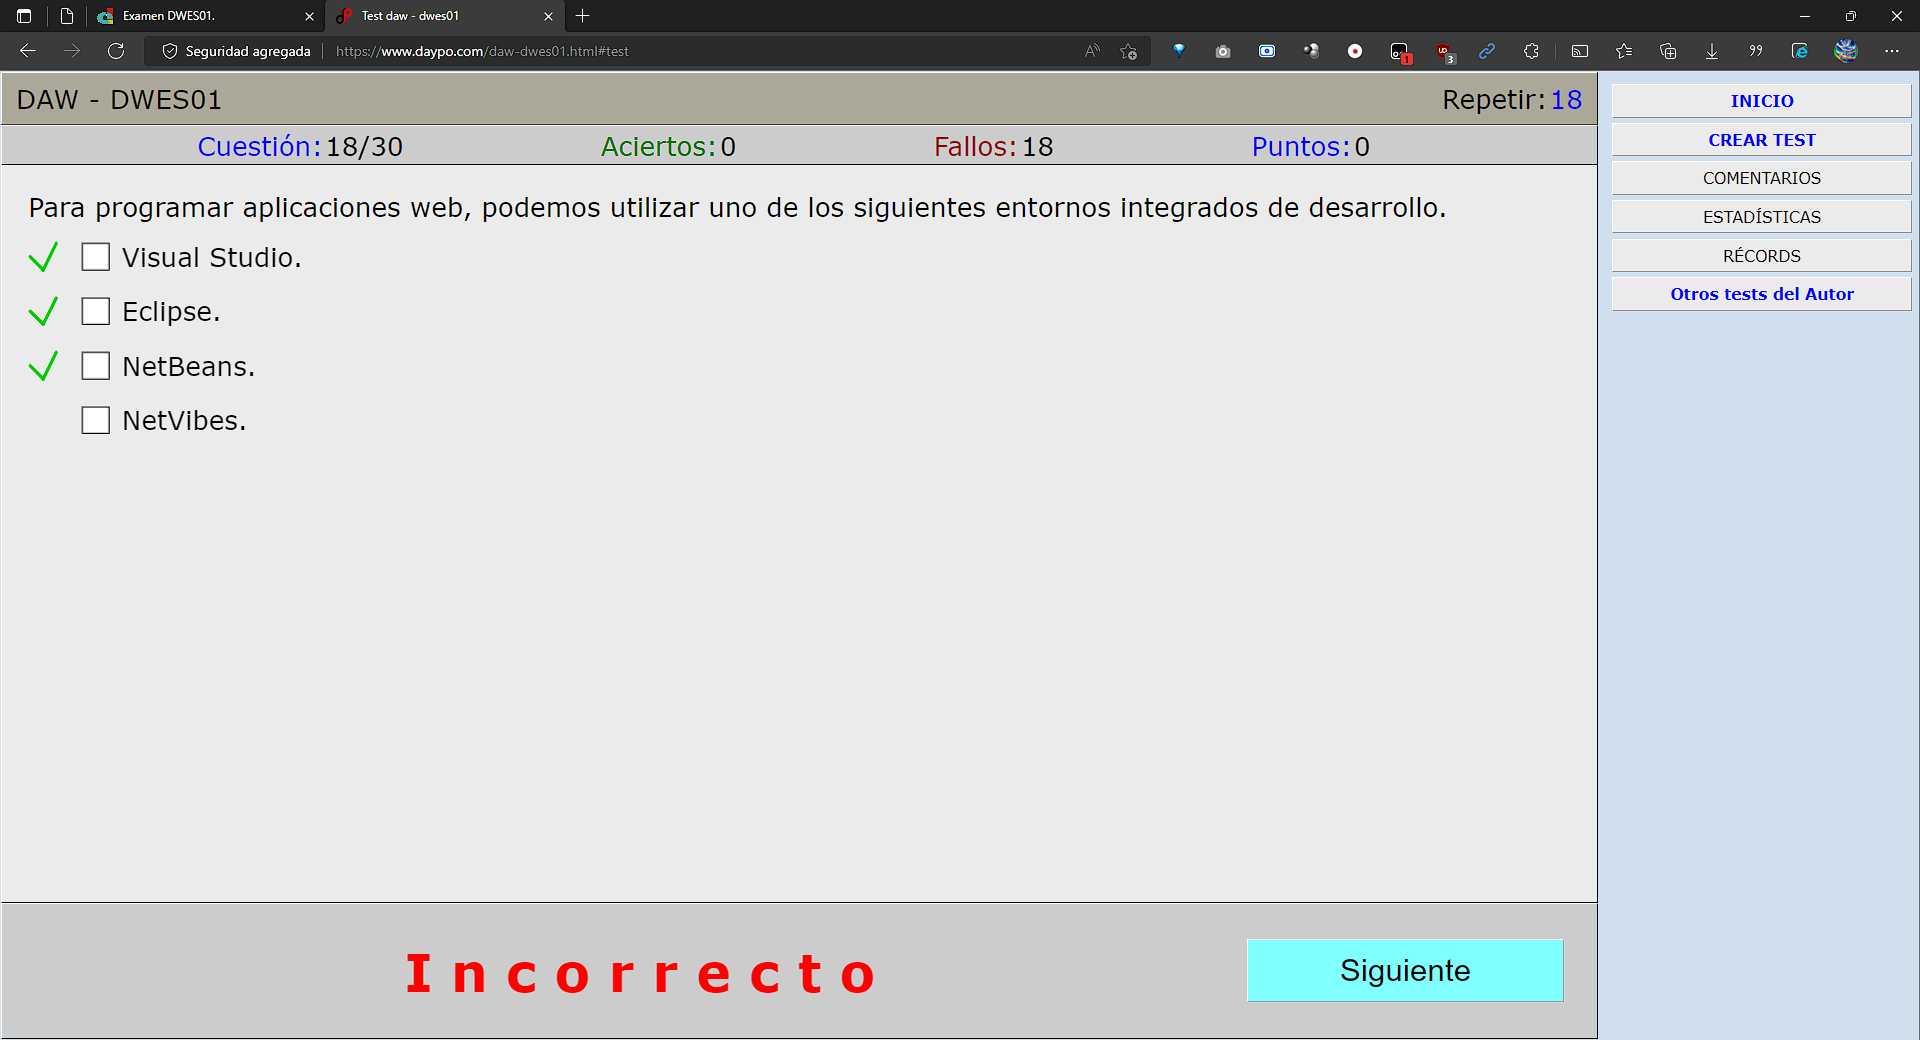 Examen DWES01.
Test daw - dwes01
Seguridad agregada
https://www.daypo.com/daw-dwes01.html#test
1
3
DAW - DWES01
Repetir:18
Cuestión:18/30
Aciertos:0
Fallos:18
Puntos:0
Para programar aplicaciones web, podemos utilizar uno de los siguientes entornos integrados de desarrollo.
Visual Studio.
Eclipse.
NetBeans.
NetVibes.
Incorrecto
Siguiente
INICIO
CREAR TEST
COMENTARIOS
ESTADÍSTICAS
RÉCORDS
Otros tests del Autor